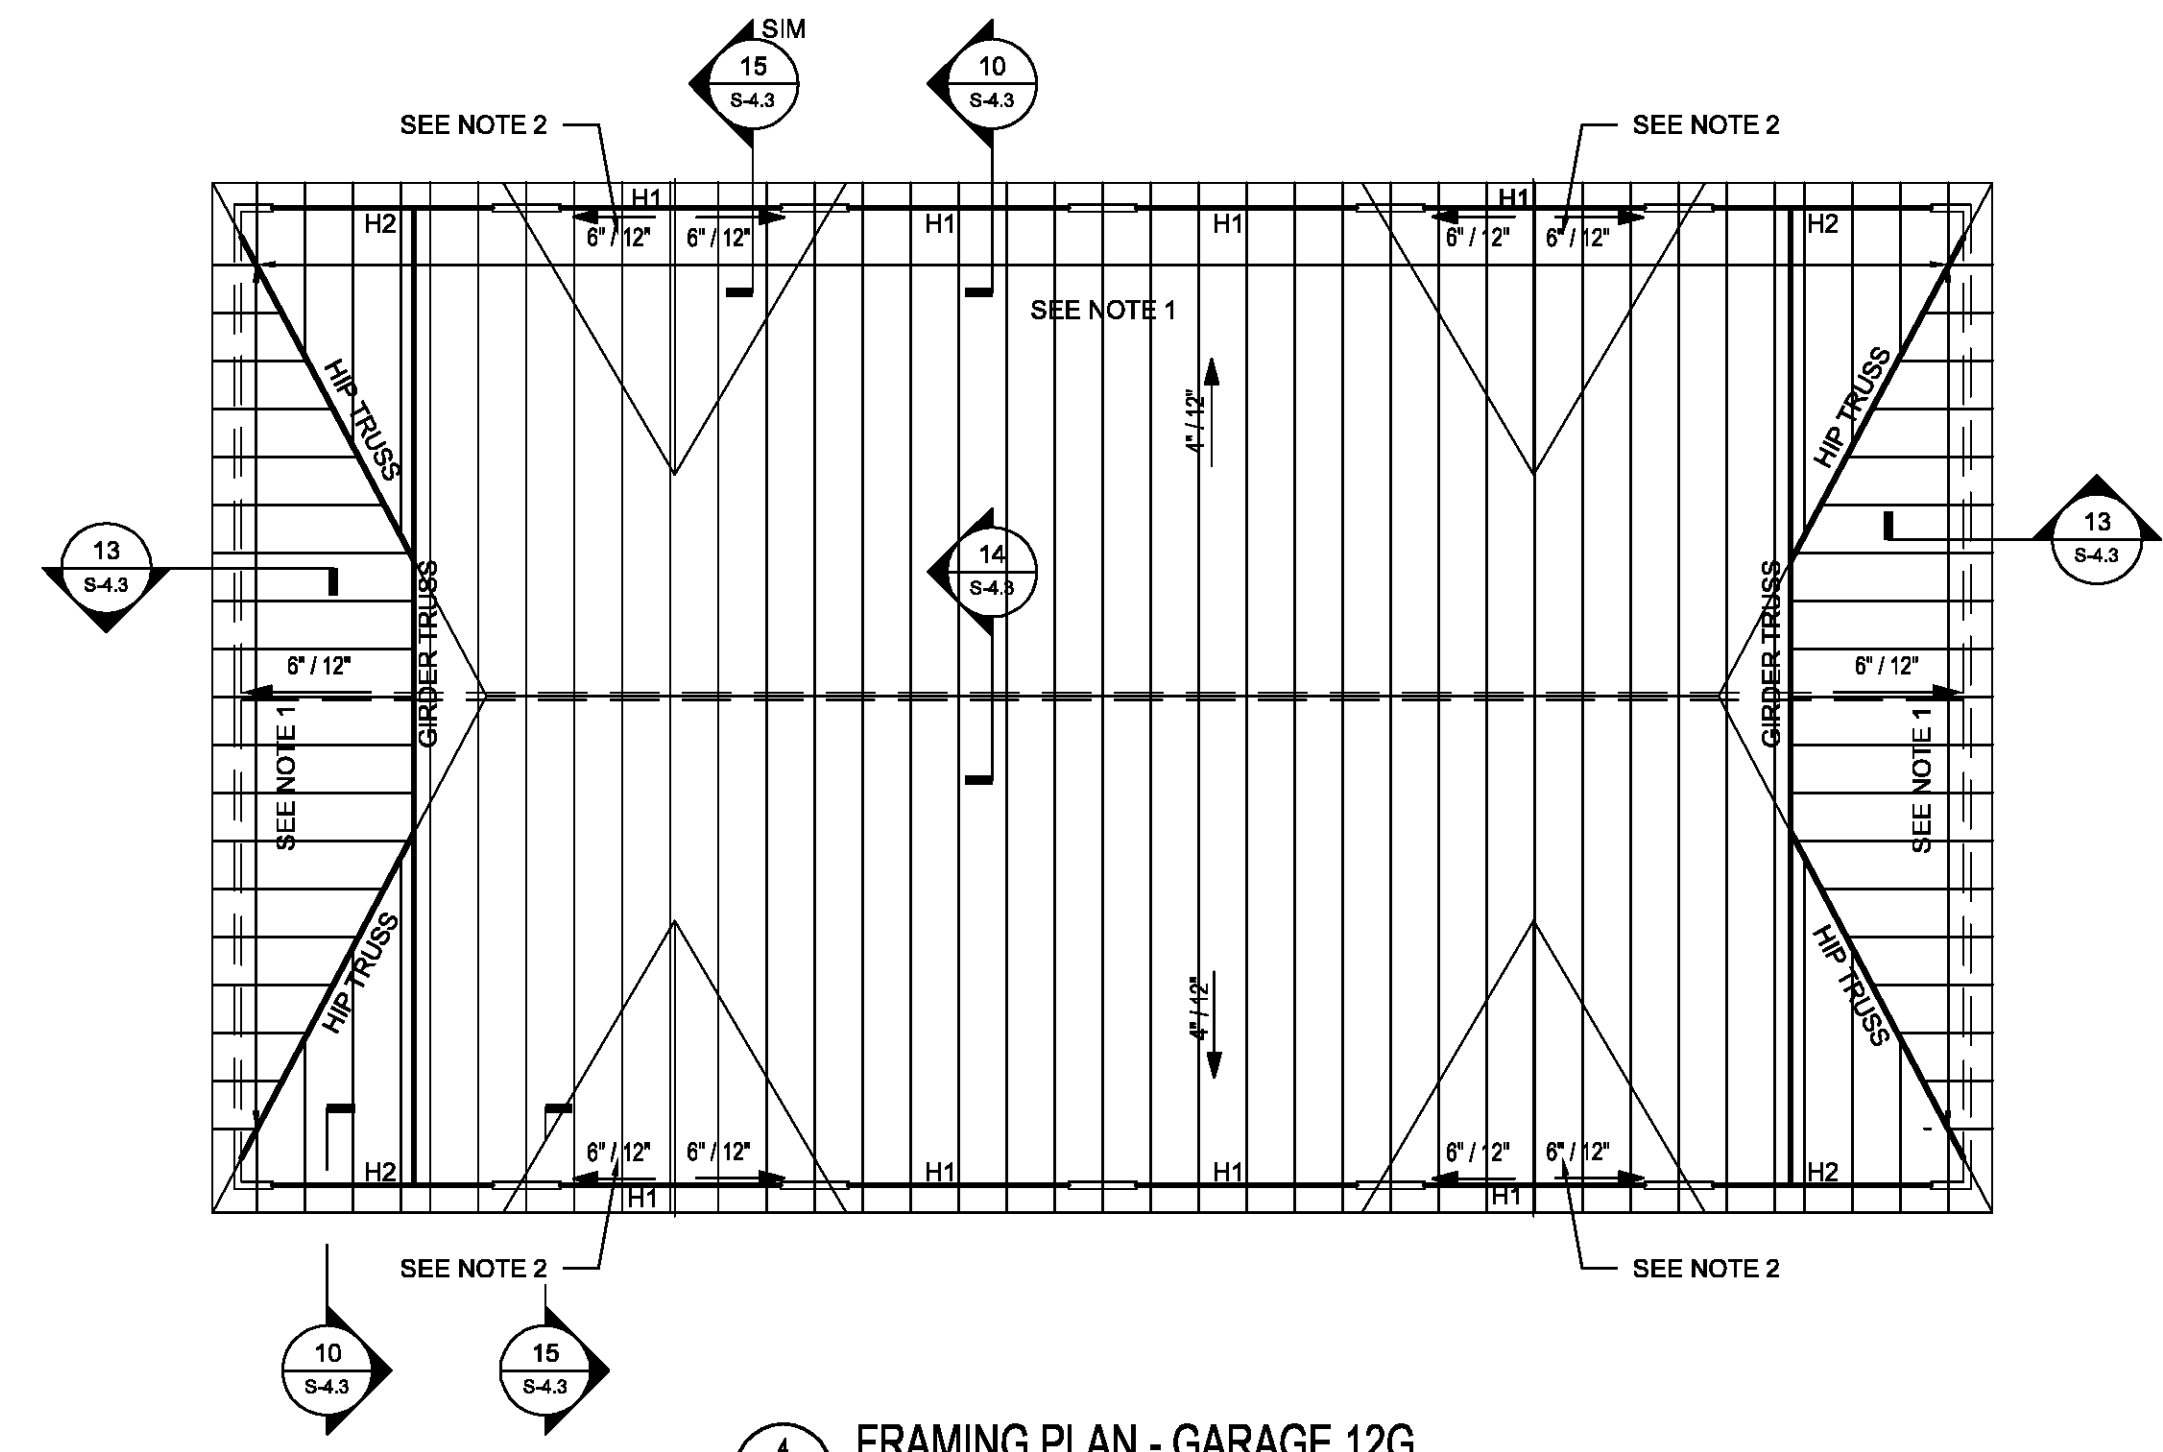 SIM
15
S-4.3
10
S-4.3
SEE NOTE 2
SEE NOTE 2
H1
H1
H2
6" / 12"
6" / 12"
H1
H1
6" / 12"
6" / 12"
H2
SEE NOTE 1
HIP TRUSS
4" / 12"
HIP TRUSS
13
S-4.3
14
S-4.3
13
S-4.3
GIRDER TRUSS
GIRDER TRUSS
6" / 12"
6" / 12"
SEE NOTE 1
SEE NOTE 1
HIP TRUSS
4" / 12"
HIP TRUSS
6" / 12"
6" / 12"
6" / 12"
6" / 12"
H2
H1
H1
H2
H1
H1
SEE NOTE 2
SEE NOTE 2
10
S-4.3
15
S-4.3
4
FRAMING PLAN - GARAGE 12G